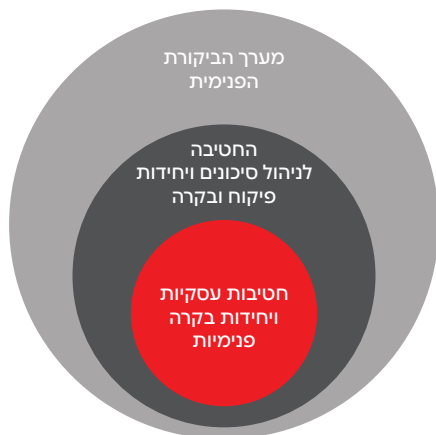 מערך הביקורת
הפנימית
החטיבה
לניהול סיכונים ויחידות
פיקוח ובקרה
חטיבות עסקיות
ויחידות בקרה
פנימיות